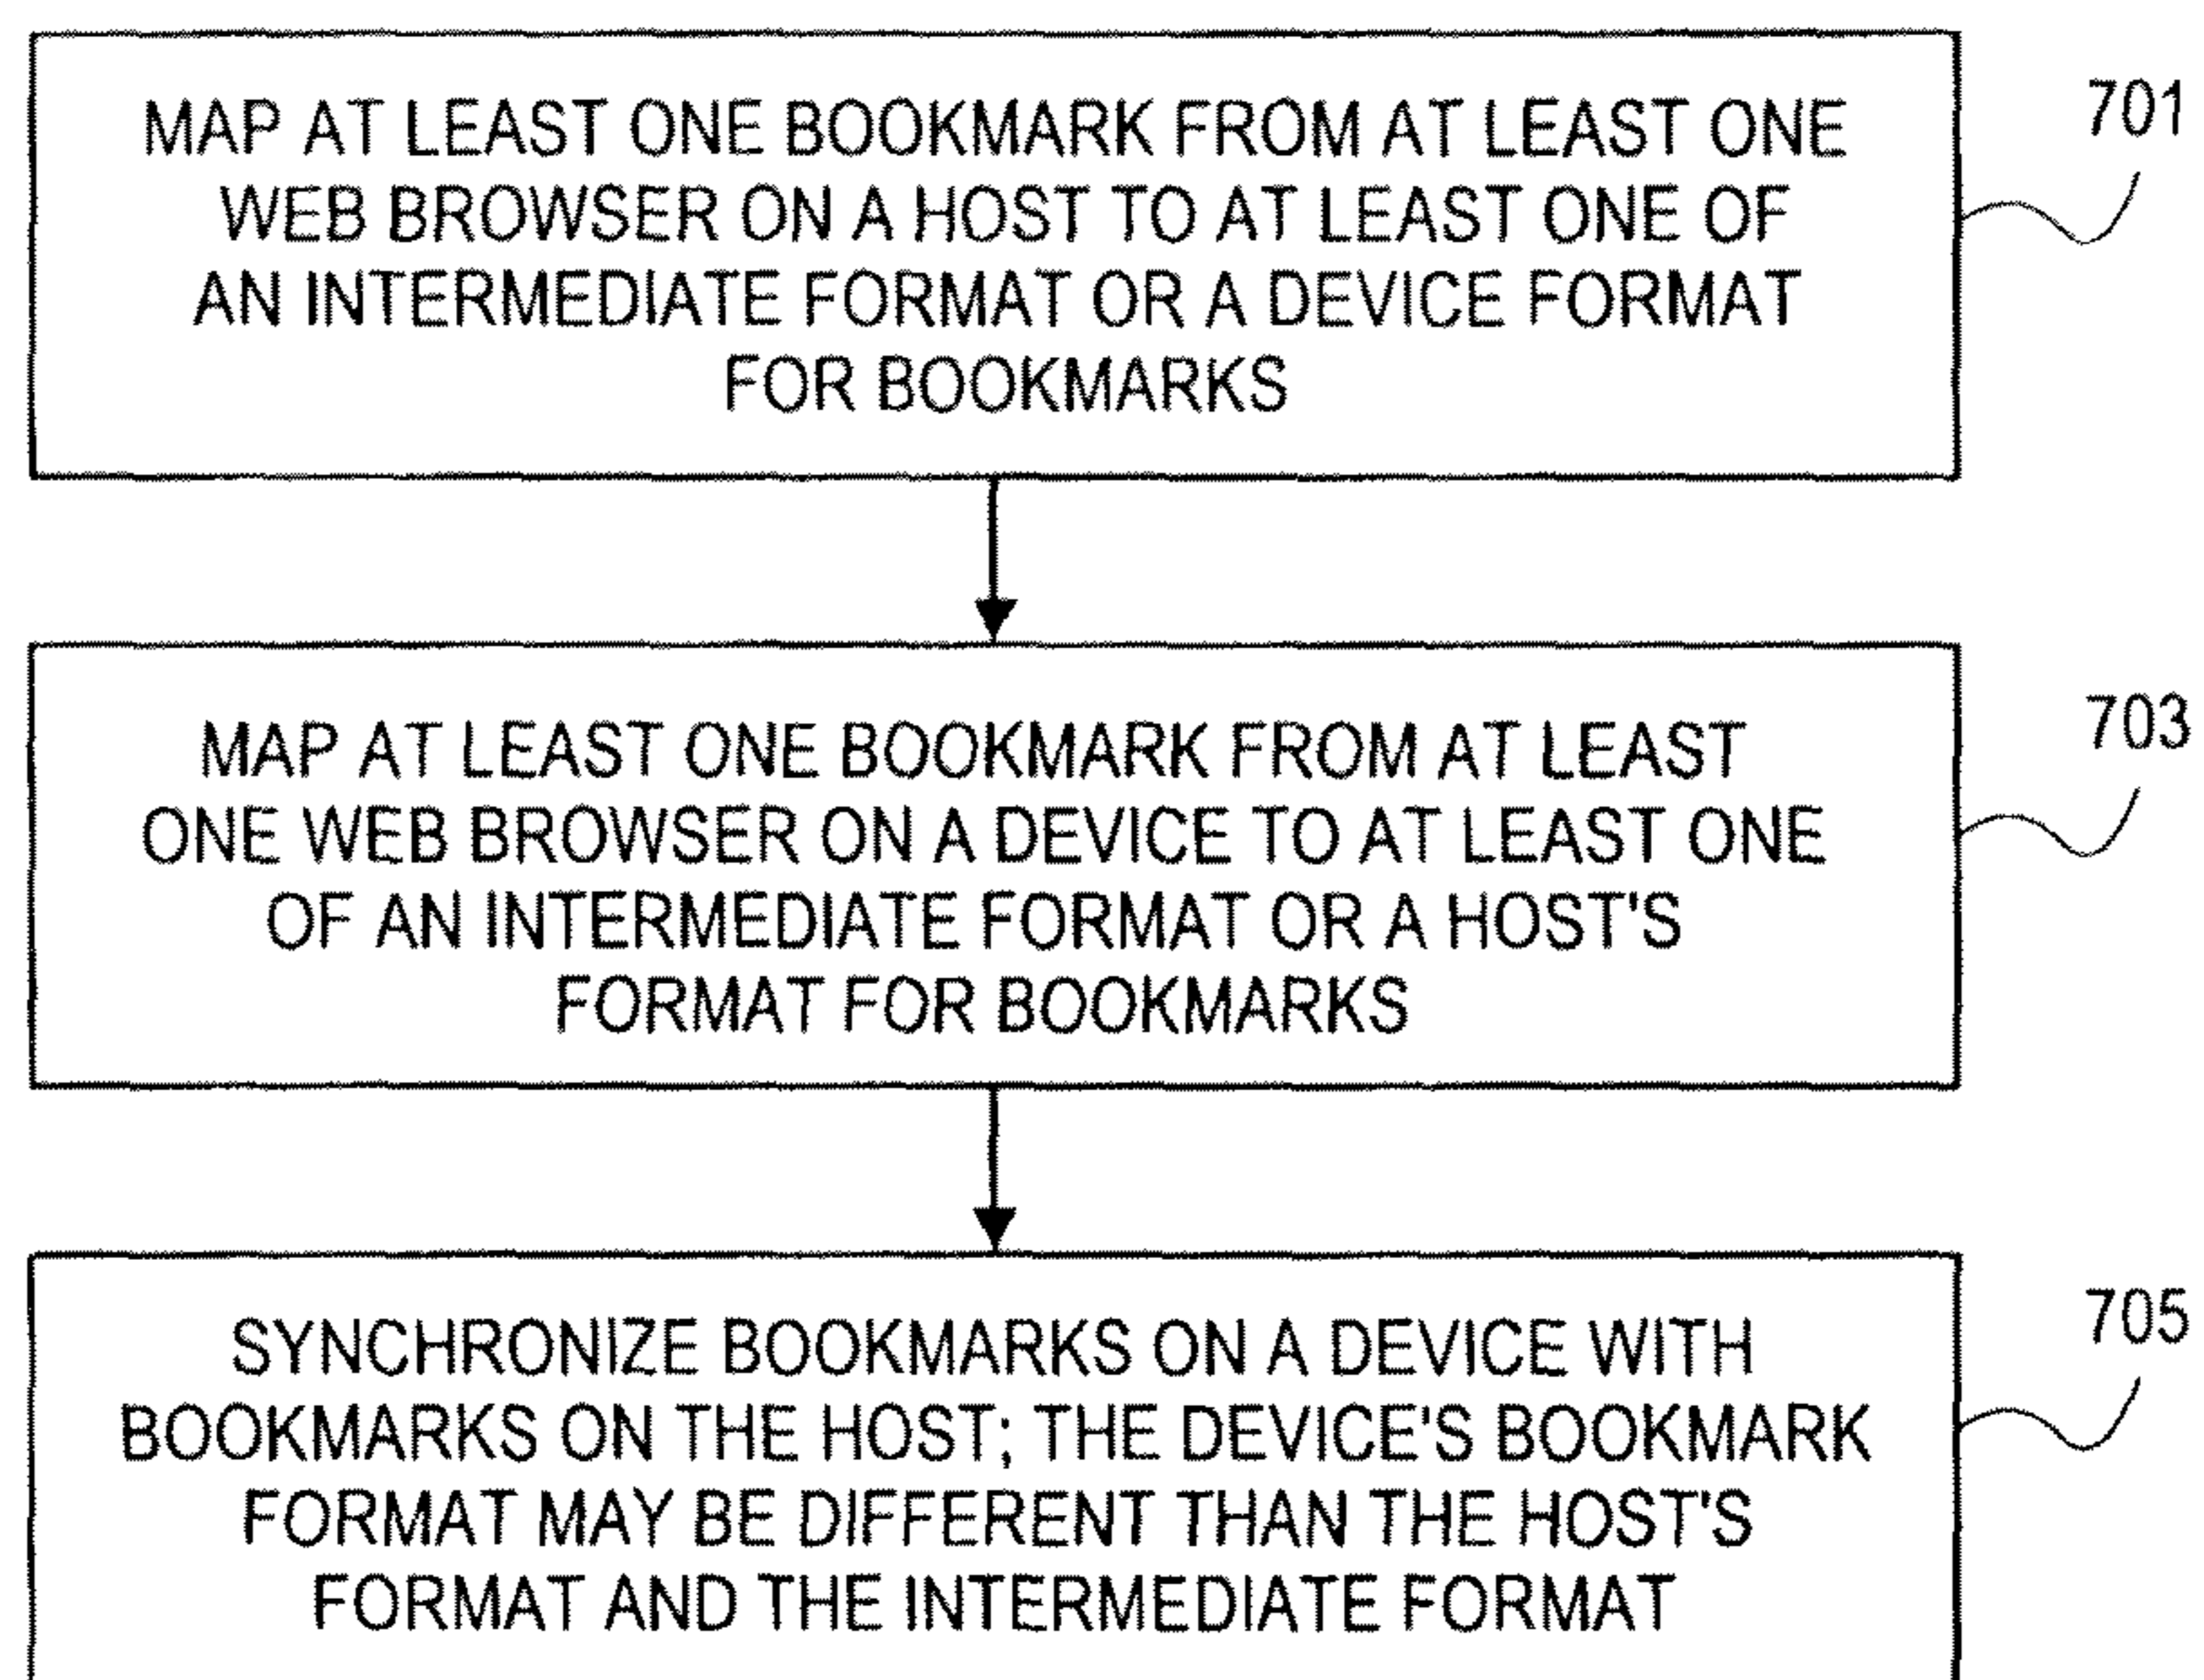 MAP AT LEAST ONE BOOKMARK FROM AT LEAST ONE
WEB BROWSER ON A HOST TO AT LEAST ONE OF
AN INTERMEDIATE FORMAT OR A DEVICE FORMAT
FOR BOOKMARKS
701
MAP AT LEAST ONE BOOKMARK FROM AT LEAST
ONE WEB BROWSER ON A DEVICE TO AT LEAST ONE
OF AN INTERMEDIATE FORMAT OR A HOST'S
FORMAT FOR BOOKMARKS
703
SYNCHRONIZE BOOKMARKS ON A DEVICE WITH
BOOKMARKS ON THE HOST; THE DEVICE'S BOOKMARK
FORMAT MAY BE DIFFERENT THAN THE HOST'S
FORMAT AND THE INTERMEDIATE FORMAT
705